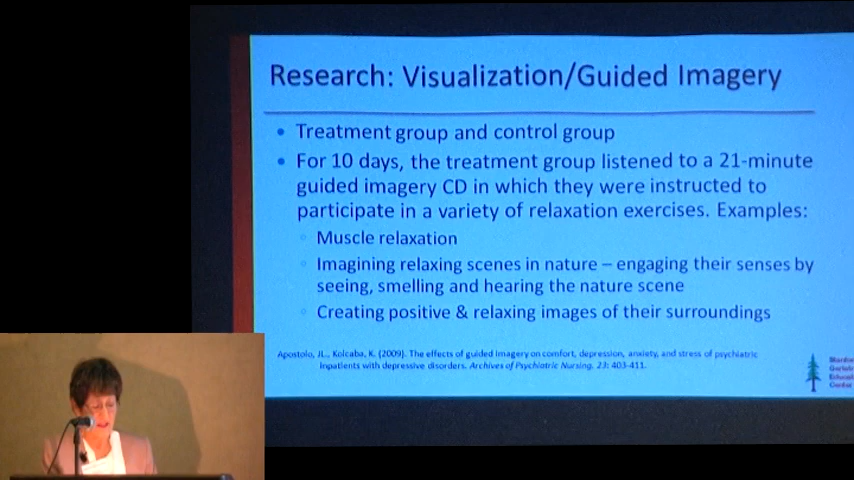 Research: Visualization/Guided Imagery
• Treatment group and control group
• For 10 days, the treatment group listened to a 21-minute
guided imagery CD in which they were instructed to
participate in a variety of relaxation exercises. Examples:
◦ Muscle relaxation
◦ Imagining relaxing scenes in nature – engaging their senses by
seeing, smelling and hearing the nature scene
◦ Creating positive & relaxing images of their surroundings
Apostolo, JL., Kolcaba, K. (2009). The effects of guided imagery on comfort, depression, anxiety, and stress of psychiatric
inpatients with depressive disorders. Archives of Psychiatric Nursing. 23: 403-411.
Center